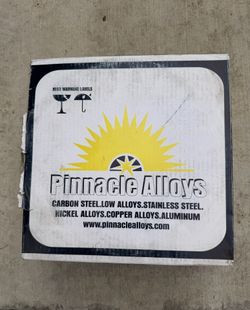 Pinnacle Alloys
CARBON STEEL.LOW ALLOYS.STAINLESS STEEL.
NICKEL ALLOYS.COPPER ALLOYS.ALUMINUM
www.pinnaclealloys.com